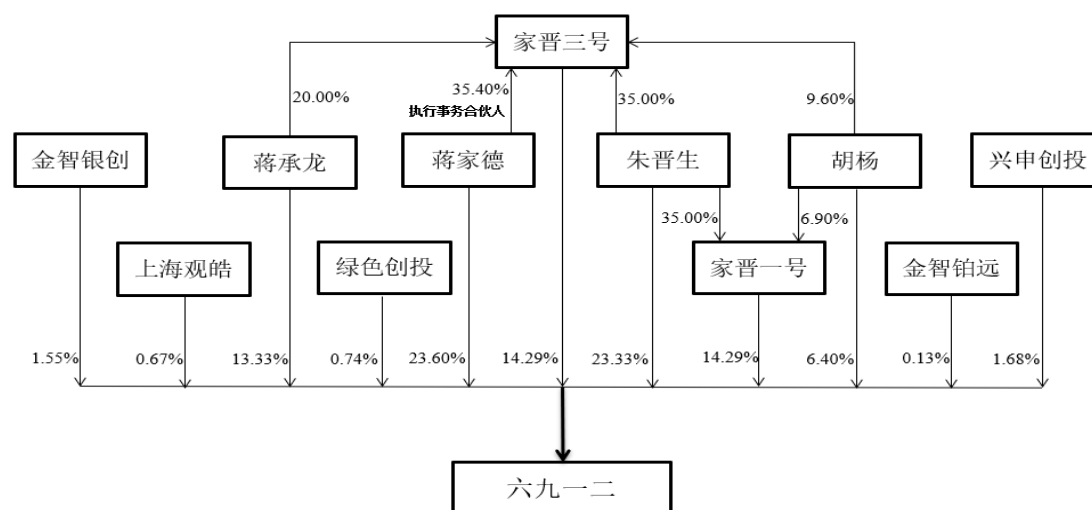 家晋三号
20.00%
35.40%
执行事务合伙人
35.00%
9.60%
金智银创
蒋承龙
蒋家德
朱晋生
胡杨
兴申创投
35.00%
6.90%
上海观皓
绿色创投
家晋一号
金智铂远
1.55%
0.67%
13.33%
0.74%
23.60%
14.29%
23.33%
14.29%
6.40%
0.13%
1.68%
六九一二